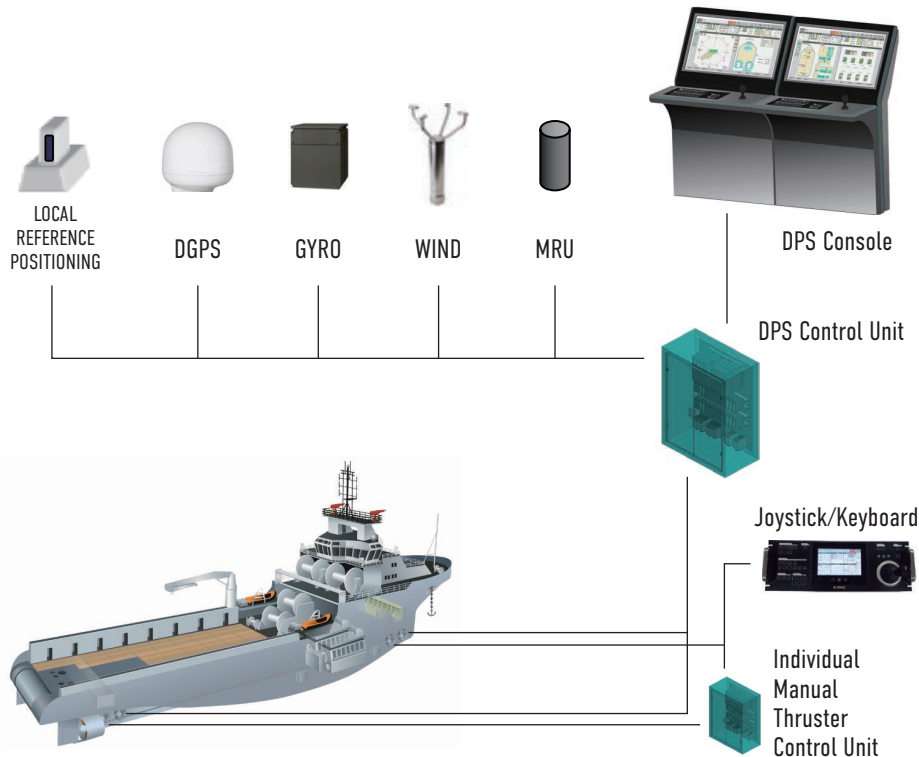 LOCAL
REFERENCE
POSITIONING
DGPS
GYRO
WIND
MRU
DPS Console
DPS Control Unit
Joystick/Keyboard
Individual
Manual
Thruster
Control Unit